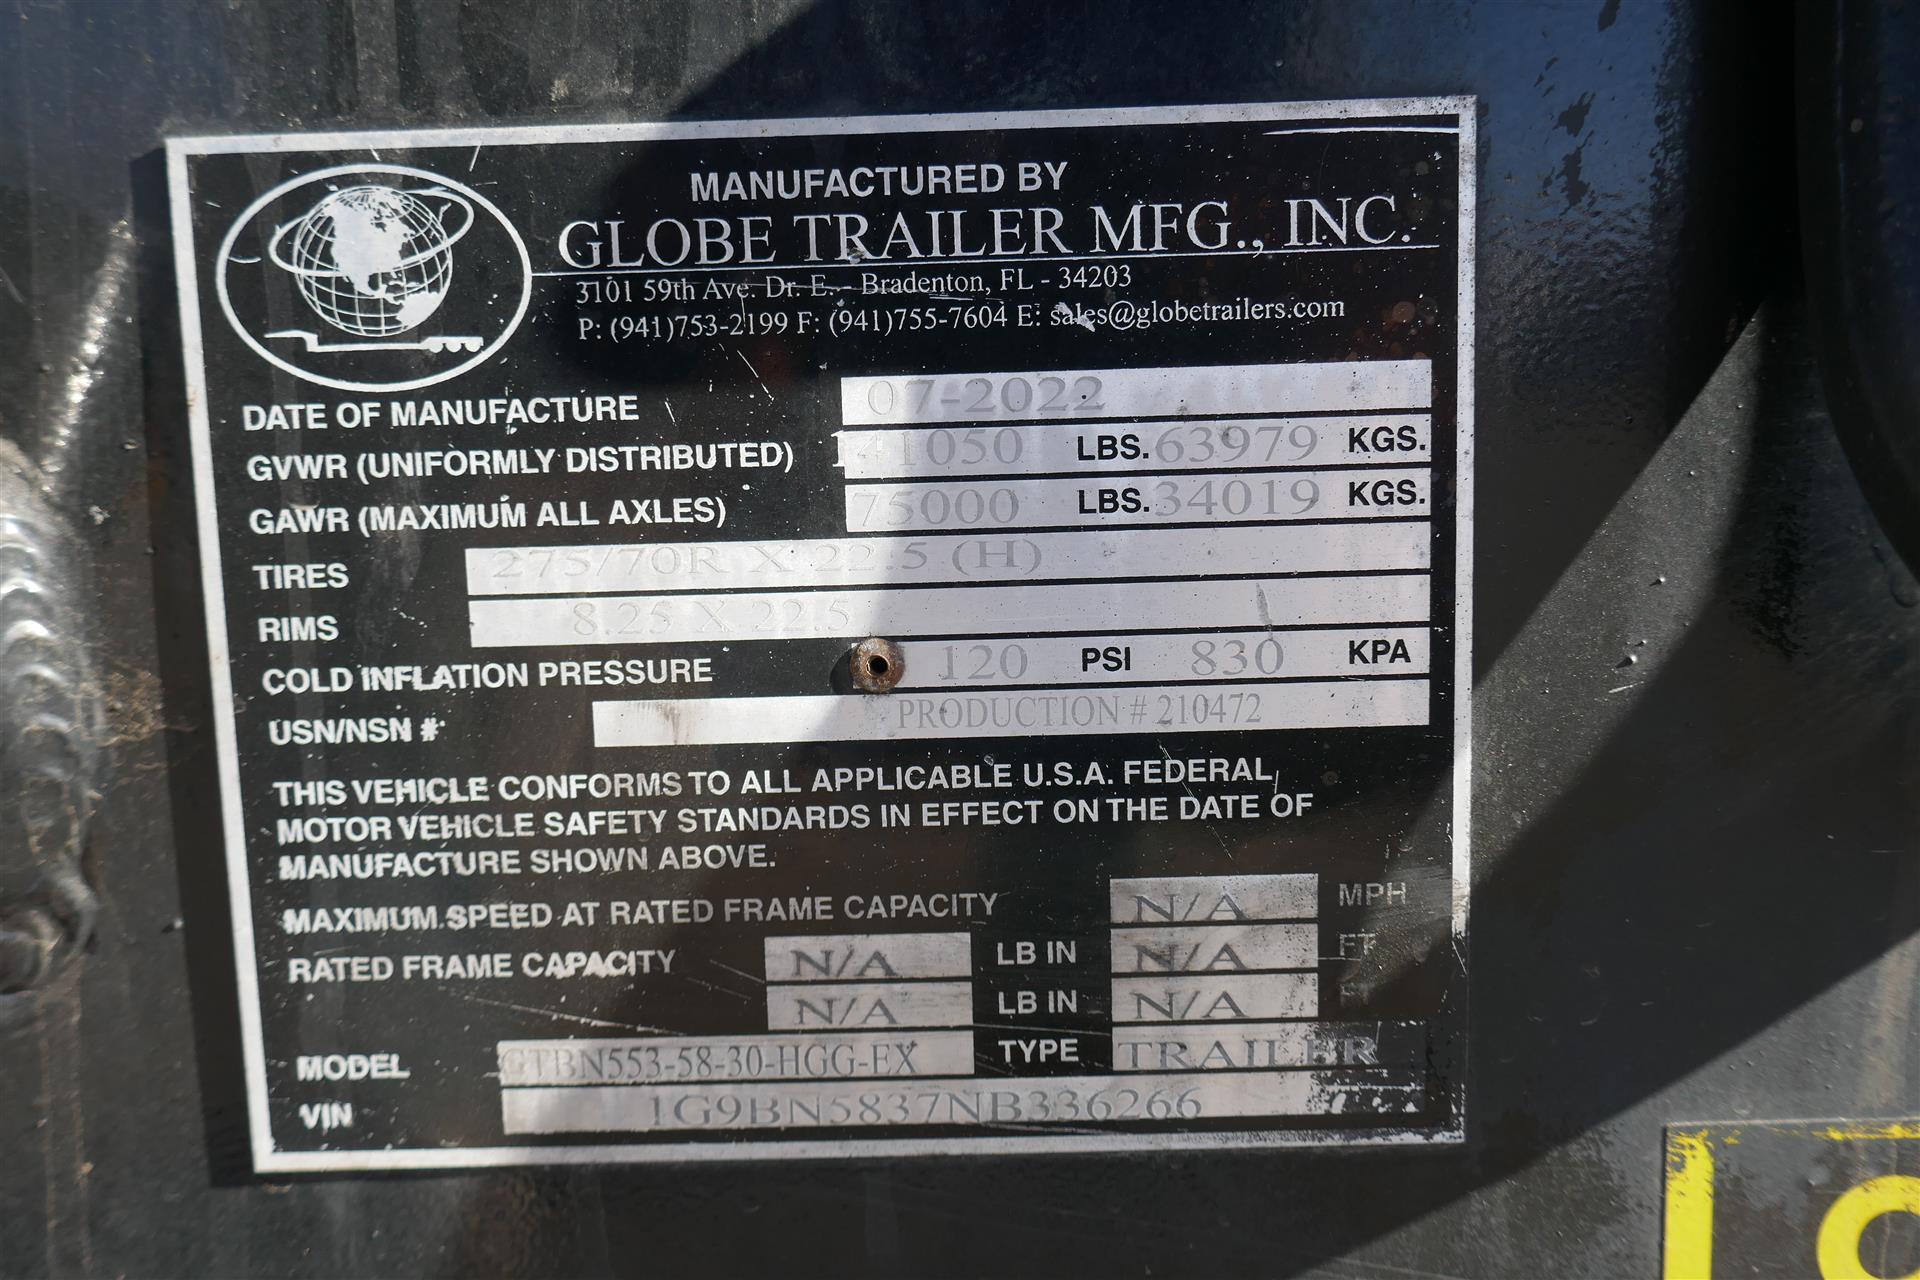 MANUFACTURED BY
GLOBE TRAILER MFG., INC.
3101 59th Ave. Dr. E. - Bradenton, FL - 34203
P: (941)753-2199 F: (941)755-7604 E: sales@globetrailers.com
DATE OF MANUFACTURE 07-2022
GVWR (UNIFORMLY DISTRIBUTED) 141050 LBS. 63979 KGS.
GAWR (MAXIMUM ALL AXLES) 75000 LBS. 34019 KGS.
TIRES 275/70R X 22.5 (H)
RIMS 8.25 X 22.5
COLD INFLATION PRESSURE 120 PSI 830 KPA
USN/NSN # PRODUCTION # 210472
THIS VEHICLE CONFORMS TO ALL APPLICABLE U.S.A. FEDERAL
MOTOR VEHICLE SAFETY STANDARDS IN EFFECT ON THE DATE OF
MANUFACTURE SHOWN ABOVE.
MAXIMUM SPEED AT RATED FRAME CAPACITY N/A MPH
RATED FRAME CAPACITY N/A LB IN N/A FT
N/A LB IN N/A FT
MODEL GTBN553-58-30-HGG-EX TYPE TRAILER
VIN 1G9BN5837NB336266